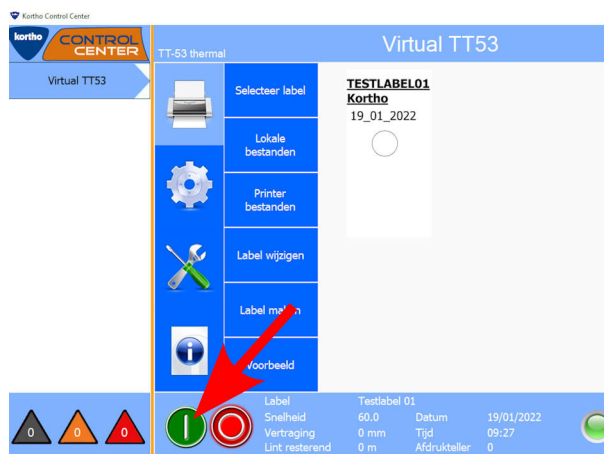 Kortho Control Center
kortho
CONTROL
CENTER
TT-53 thermal
Virtual TT53
Virtual TT53
Selecteer label
Lokale
bestanden
Printer
bestanden
Label wijzigen
Label
Voorbeeld
TESTLABEL01
Kortho
19_01_2022
0
0
0
Label
Testlabel 01
Snelheid
60.0
Datum
19/01/2022
Vertraging
0 mm
Tijd
09:27
Lint resterend
0 m
Afdrukteller
0